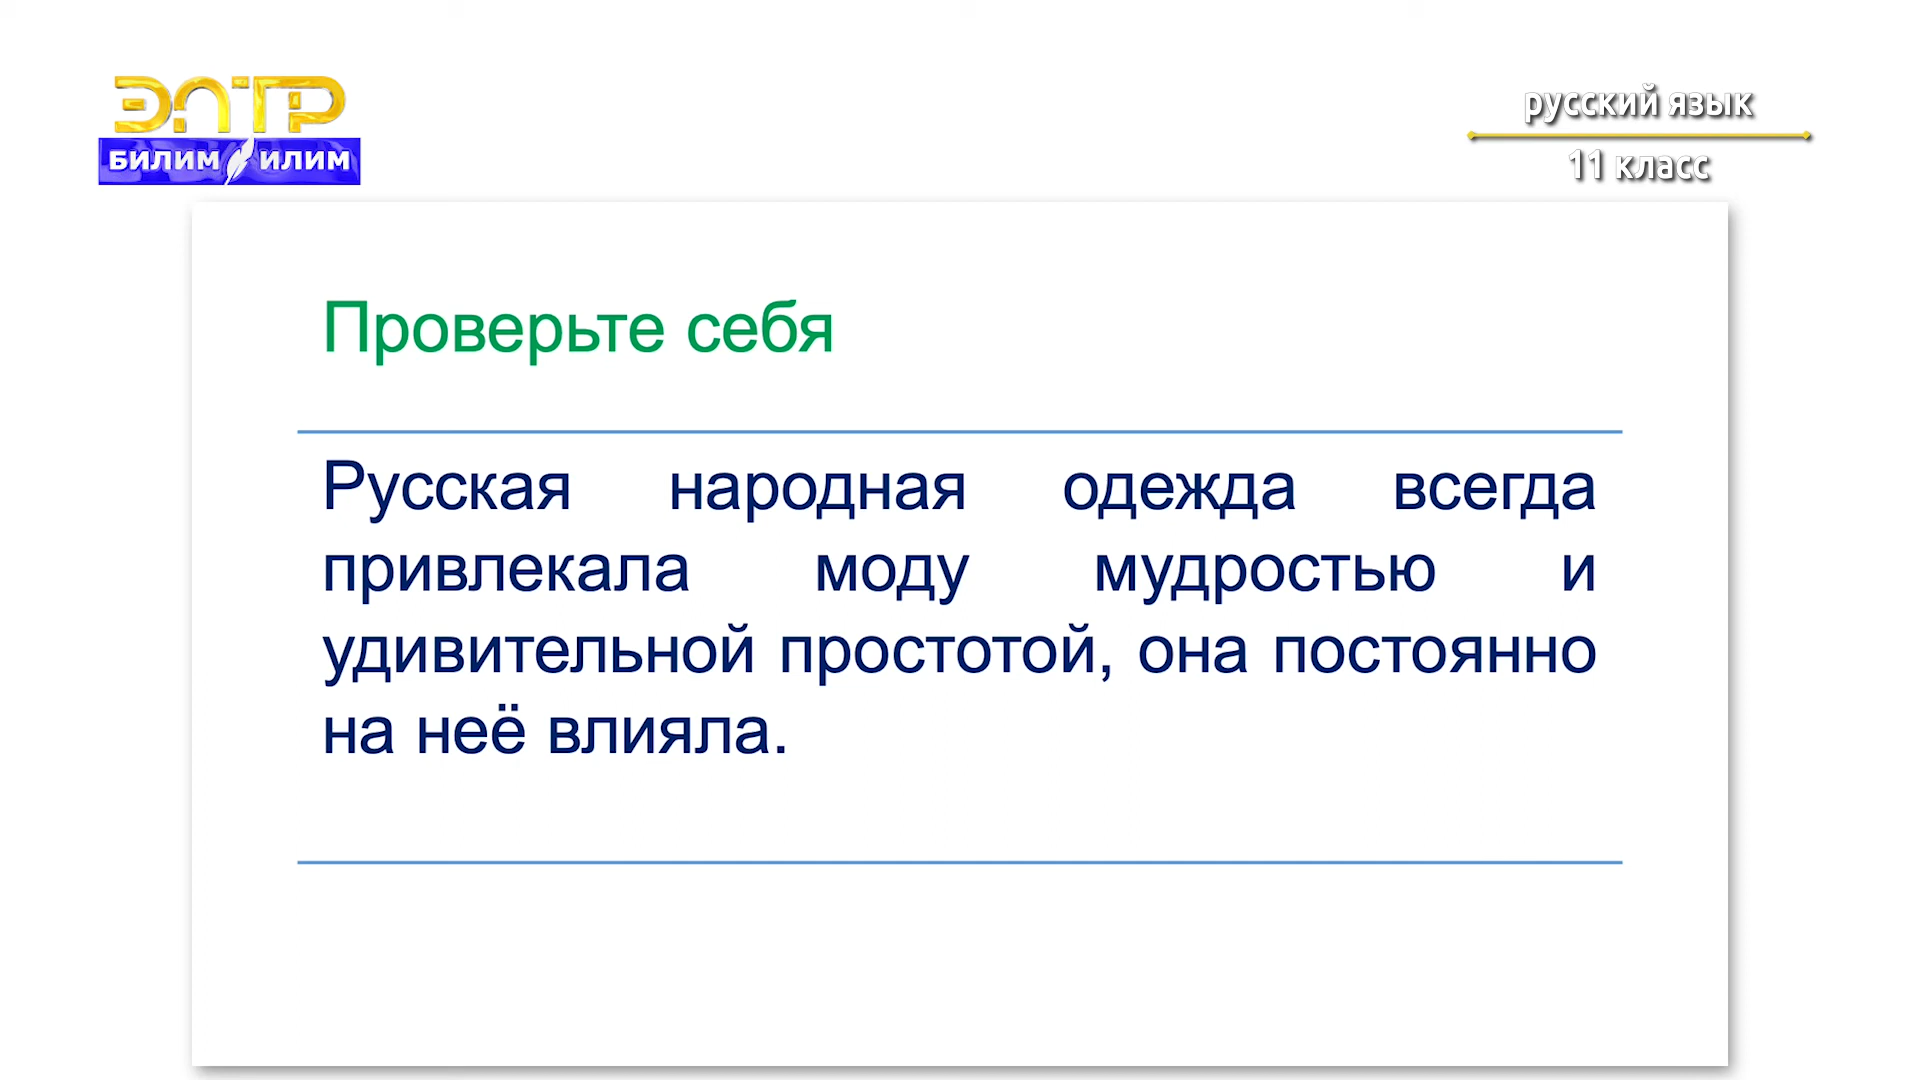 ЭЛТР
БИЛИМ ИЛИМ
русский язык
11 класс
Проверьте себя
Русская народная одежда всегда
привлекала моду мудростью и
удивительной простотой, она постоянно
на неё влияла.